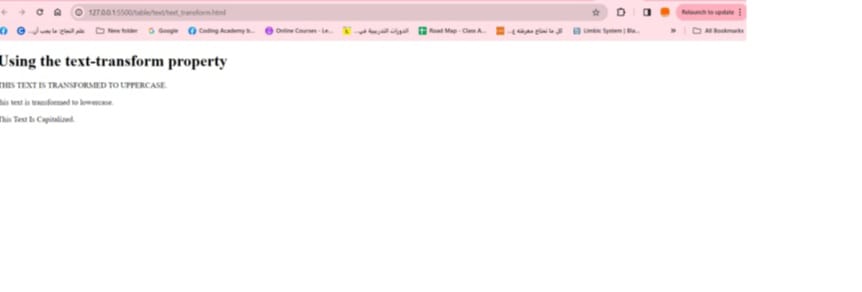 127.0.0.1:5500/table/text/text_transform.html
Relaunch to update
علم النجاح: ما يجب أن... New folder Google Coding Academy b... Online Courses - Le... الدورات التدريبية في... Road Map - Class A... كل ما تحتاج معرفته ع... Limbic System | Bla... » All Bookmarks
Using the text-transform property
THIS TEXT IS TRANSFORMED TO UPPERCASE.
his text is transformed to lowercase.
This Text Is Capitalized.